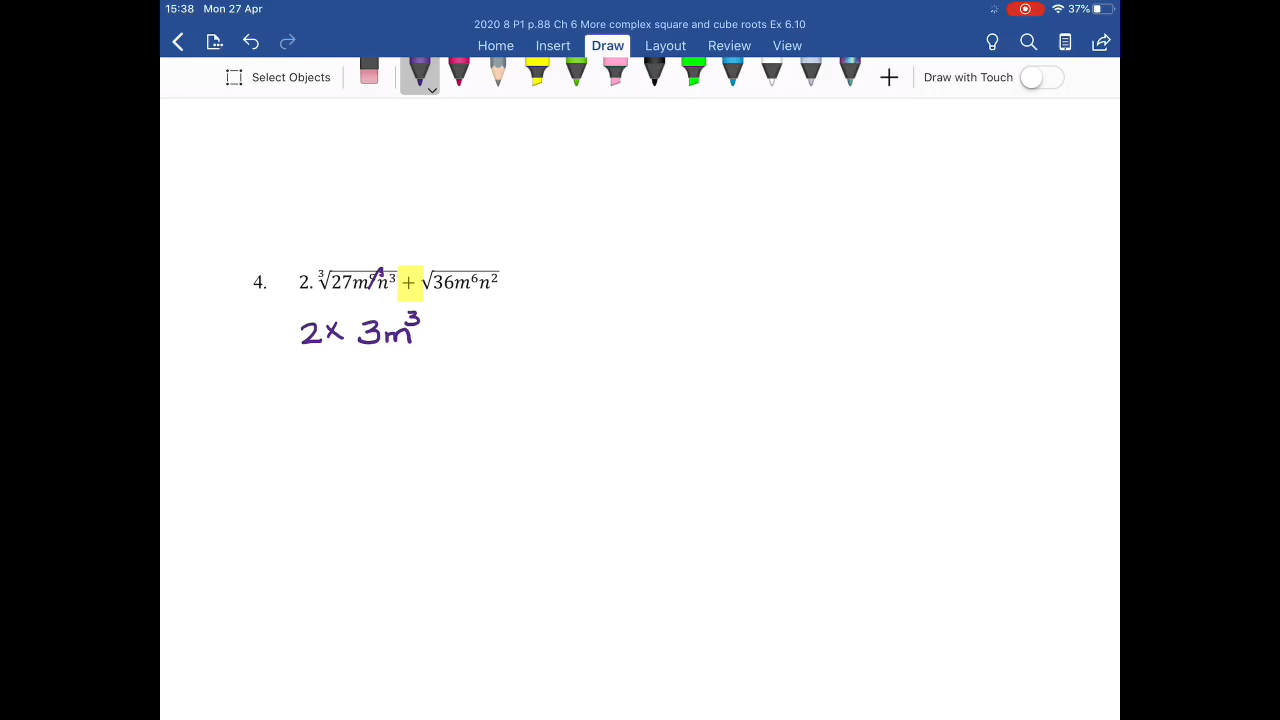 15:38 Mon 27 Apr 37%
2020 8 P1 p.88 Ch 6 More complex square and cube roots Ex 6.10
Home Insert Draw Layout Review View
Select Objects Draw with Touch
4. 2. ∛27m⁹n³ + √36m⁶n²
2× 3m³